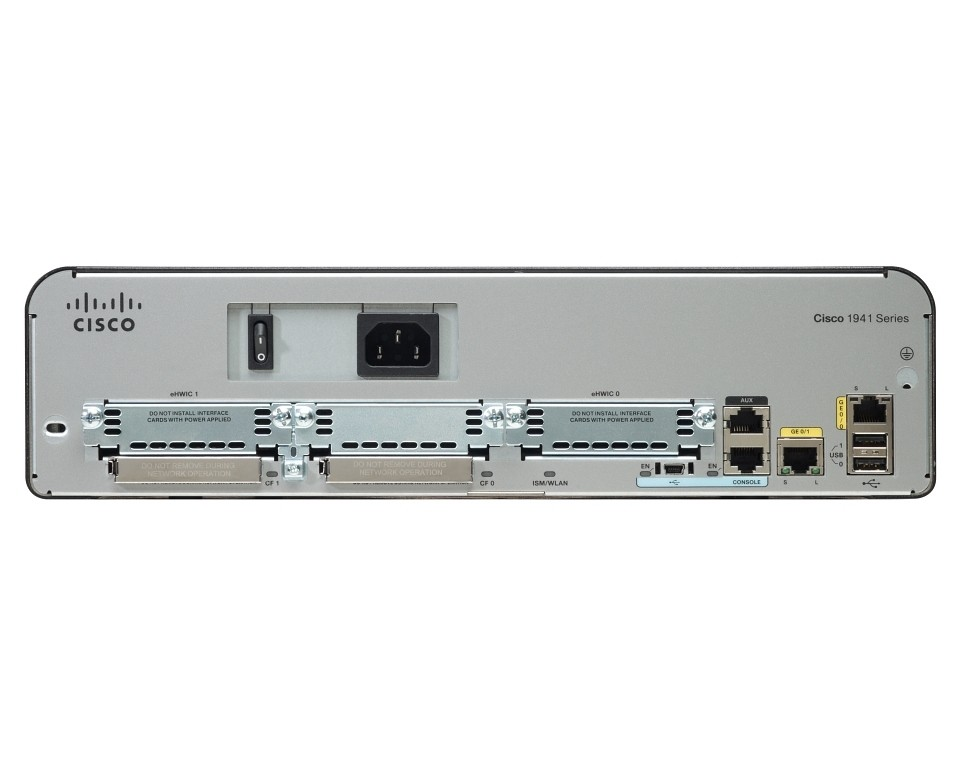 CISCO
Cisco 1941 Series
eHWIC 1
eHWIC 0
DO NOT INSTALL INTERFACE
CARDS WITH POWER APPLIED
DO NOT INSTALL INTERFACE
CARDS WITH POWER APPLIED
AUX
S L
GE 0/0
GE 0/1
1
USB
0
DO NOT REMOVE DURING
NETWORK OPERATION
CF 1
DO NOT REMOVE DURING
NETWORK OPERATION
CF 0
ISM/WLAN
EN
EN
CONSOLE
S L